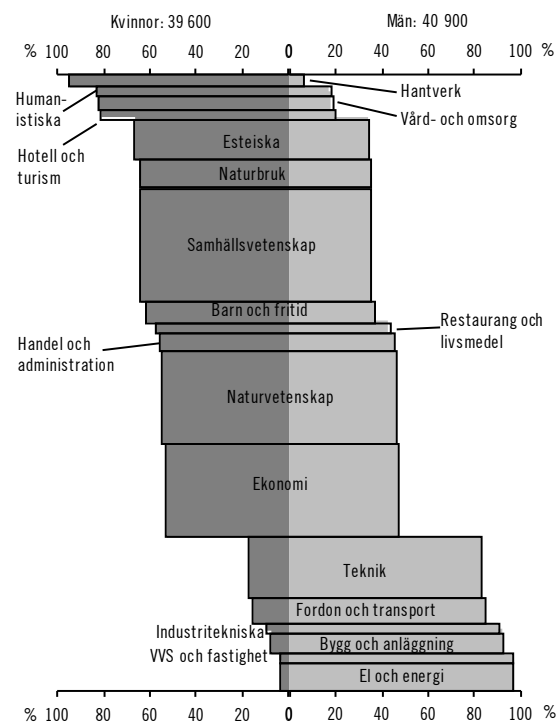 Kvinnor: 39 600
Män: 40 900
% 100 80 60 40 20 0 20 40 60 80 100 %
Hantverk
Human-
istiska
Vård- och omsorg
Hotell och
turism
Esteiska
Naturbruk
Samhällsvetenskap
Barn och fritid
Restaurang och
livsmedel
Handel och
administration
Naturvetenskap
Ekonomi
Teknik
Fordon och transport
Industritekniska
Bygg och anläggning
VVS och fastighet
El och energi
% 100 80 60 40 20 0 20 40 60 80 100 %